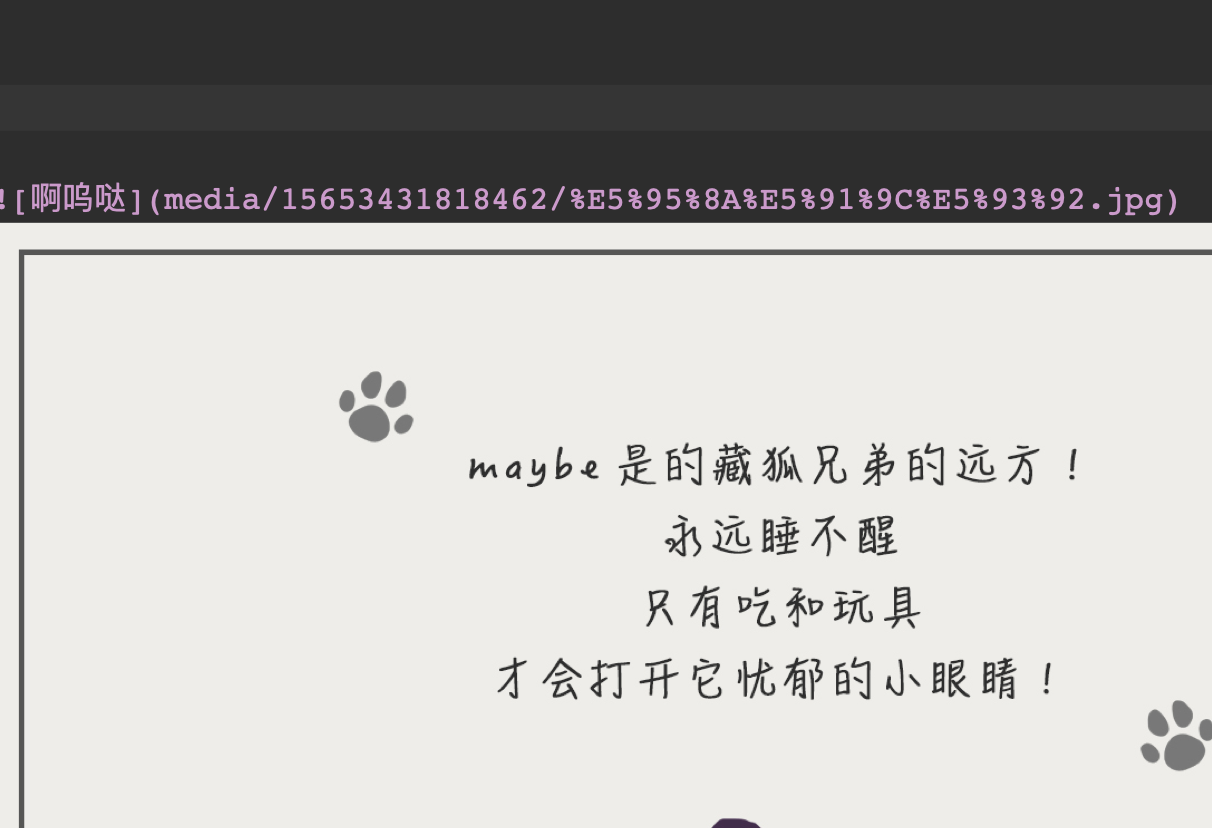 ![啊呜哒](media/15653431818462/%E5%95%8A%E5%91%9C%E5%93%92.jpg)
maybe 是的藏狐兄弟的远方！
永远睡不醒
只有吃和玩具
才会打开它忧郁的小眼睛！